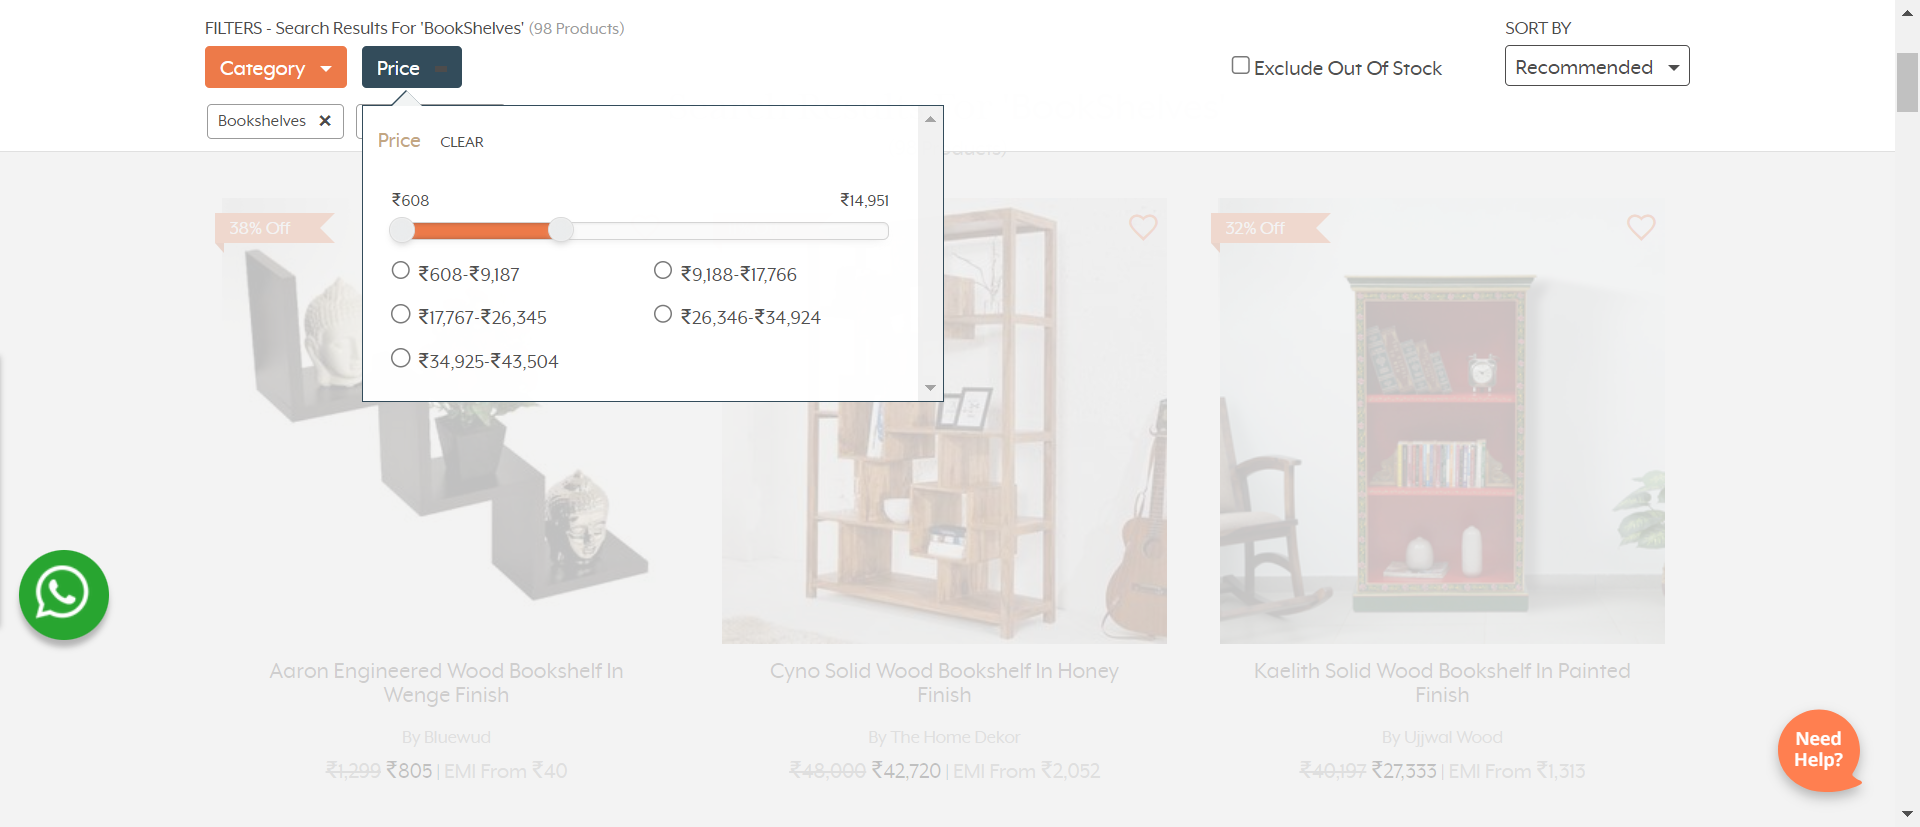 FILTERS - Search Results For 'BookShelves' (98 Products)
SORT BY
Category
Price
Exclude Out Of Stock
Recommended
Bookshelves ×
Price CLEAR
₹608 ₹14,951
₹608-₹9,187 ₹9,188-₹17,766
₹17,767-₹26,345 ₹26,346-₹34,924
₹34,925-₹43,504
38% Off
32% Off
Aaron Engineered Wood Bookshelf In
Wenge Finish
By Bluewud
₹1,299 ₹805 | EMI From ₹40
Cyno Solid Wood Bookshelf In Honey
Finish
By The Home Dekor
₹48,000 ₹42,720 | EMI From ₹2,052
Kaelith Solid Wood Bookshelf In Painted
Finish
By Ujjwal Wood
₹40,197 ₹27,333 | EMI From ₹1,313
Need
Help?